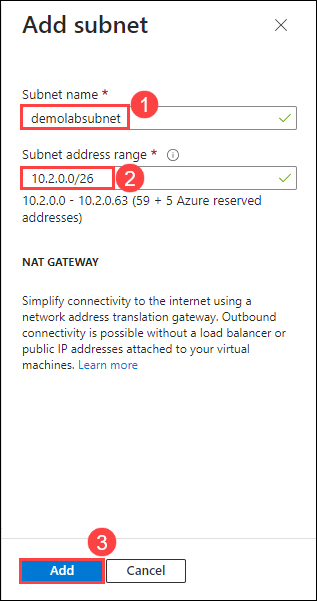 Add subnet
Subnet name *
1
demolabsubnet
Subnet address range *
10.2.0.0/26
2
10.2.0.0 - 10.2.0.63 (59 + 5 Azure reserved
addresses)
NAT GATEWAY
Simplify connectivity to the internet using a
network address translation gateway. Outbound
connectivity is possible without a load balancer or
public IP addresses attached to your virtual
machines. Learn more
3
Add
Cancel